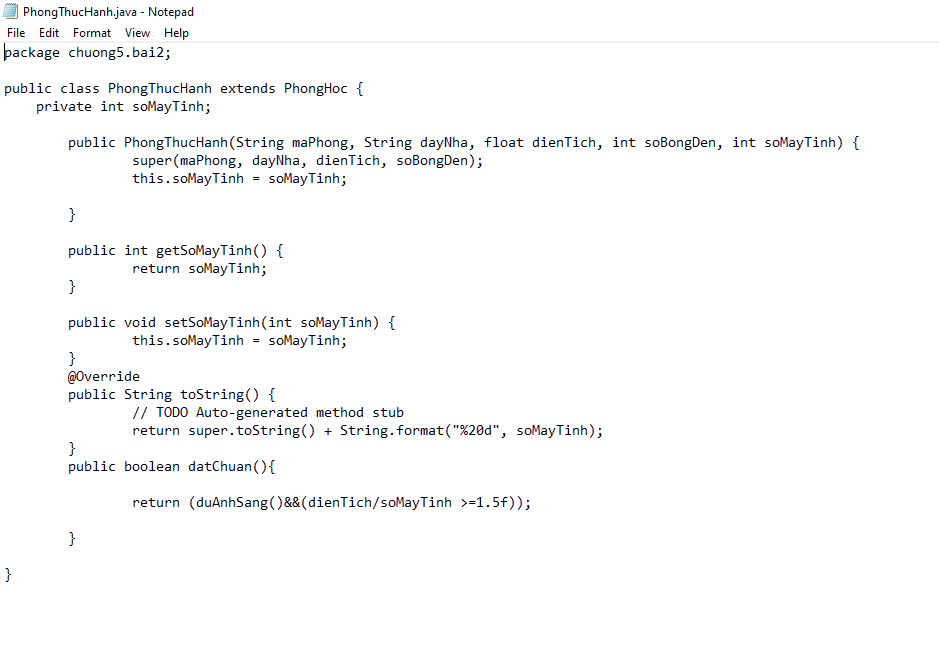 PhongThucHanh.java - Notepad
File Edit Format View Help
package chuong5.bai2;
public class PhongThucHanh extends PhongHoc {
private int soMayTinh;
public PhongThucHanh(String maPhong, String dayNha, float dienTich, int soBongDen, int soMayTinh) {
super(maPhong, dayNha, dienTich, soBongDen);
this.soMayTinh = soMayTinh;
}
public int getSoMayTinh() {
return soMayTinh;
}
public void setSoMayTinh(int soMayTinh) {
this.soMayTinh = soMayTinh;
}
@Override
public String toString() {
// TODO Auto-generated method stub
return super.toString() + String.format("%20d", soMayTinh);
}
public boolean datChuan(){
return (duAnhSang()&&(dienTich/soMayTinh >=1.5f));
}
}